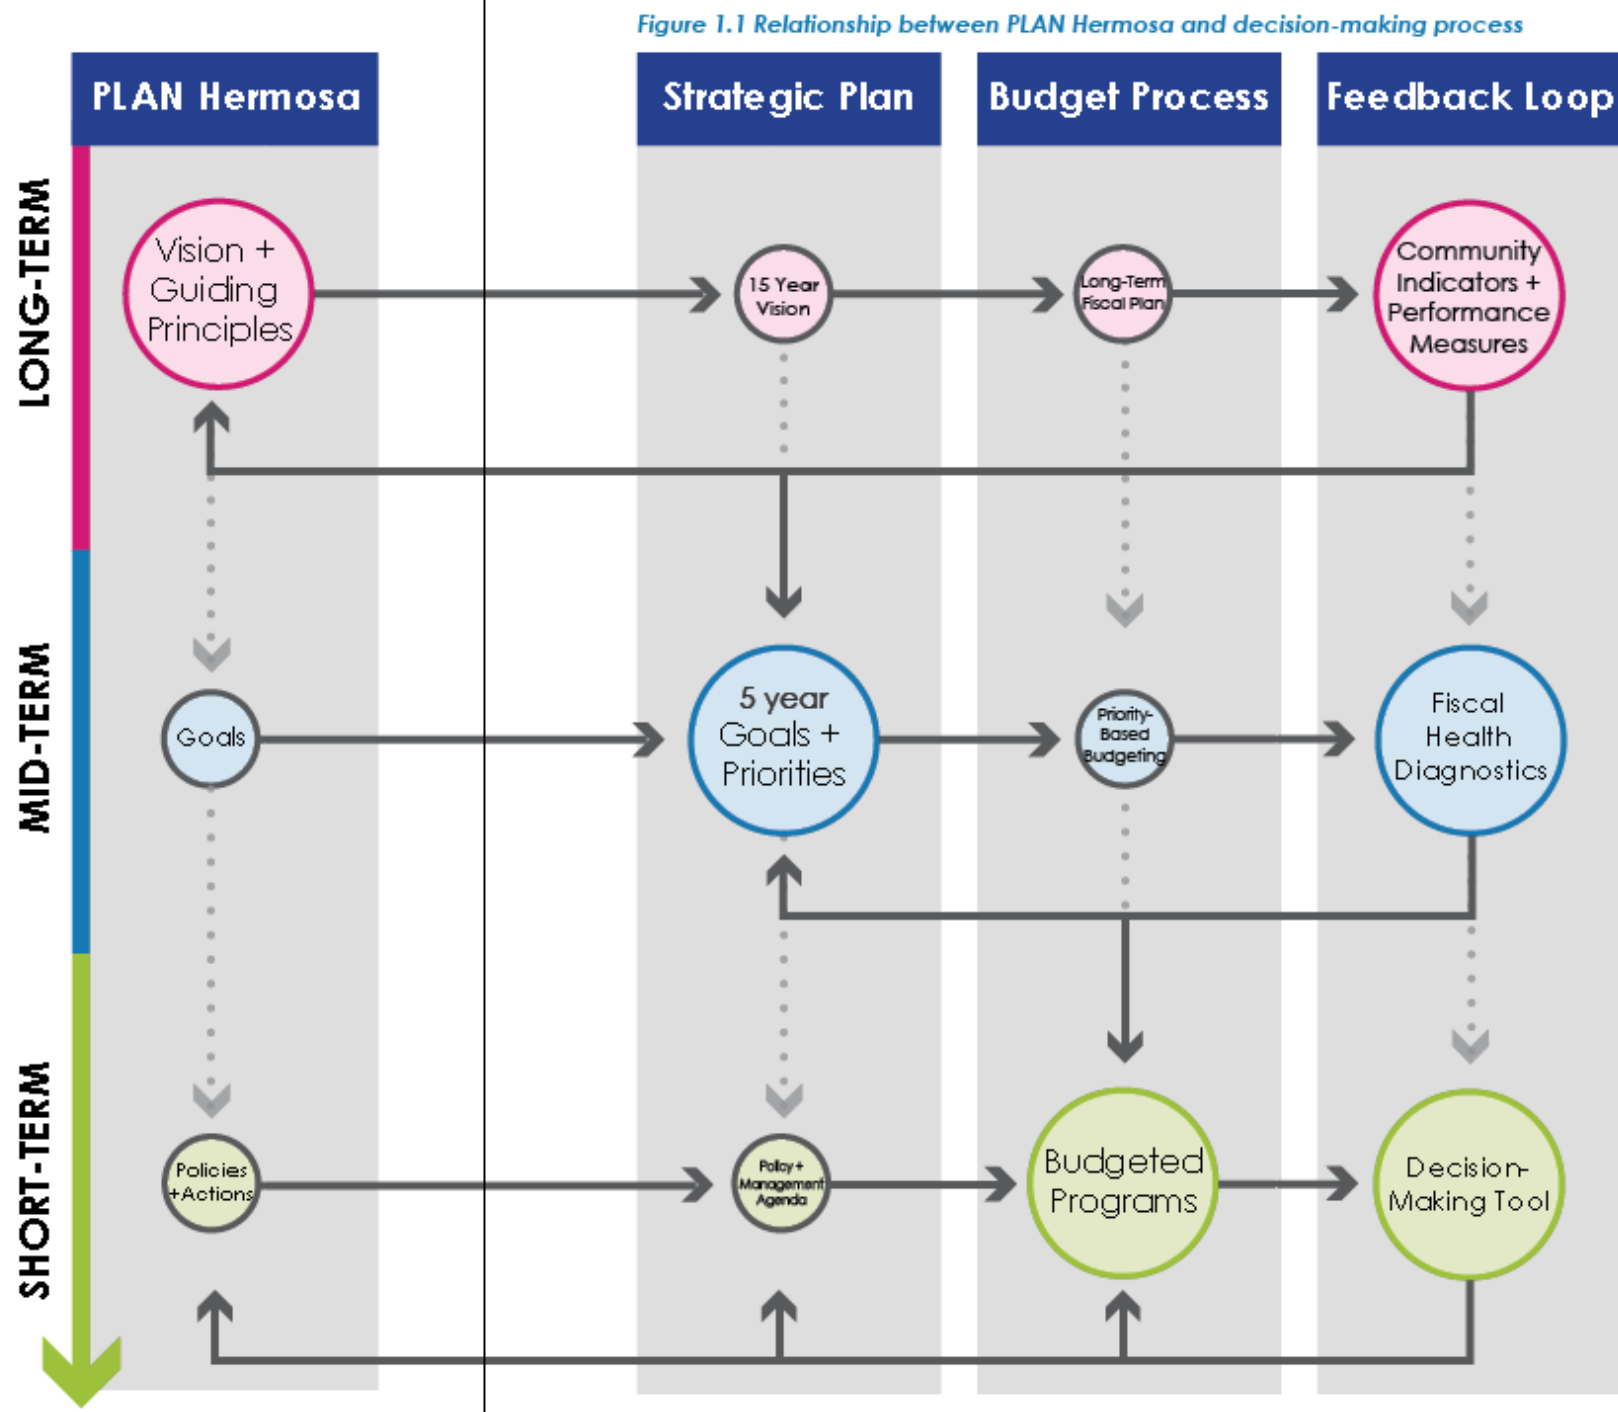 Figure 1.1 Relationship between PLAN Hermosa and decision-making process
PLAN Hermosa
Strategic Plan
Budget Process
Feedback Loop
LONG-TERM
Vision +
Guiding
Principles
15 Year
Vision
Long-Term
Fiscal Plan
Community
Indicators +
Performance
Measures
MID-TERM
Goals
5 year
Goals +
Priorities
Priority-
Based
Budgeting
Fiscal
Health
Diagnostics
SHORT-TERM
Policies
+Actions
Policy +
Management
Agenda
Budgeted
Programs
Decision-
Making Tool